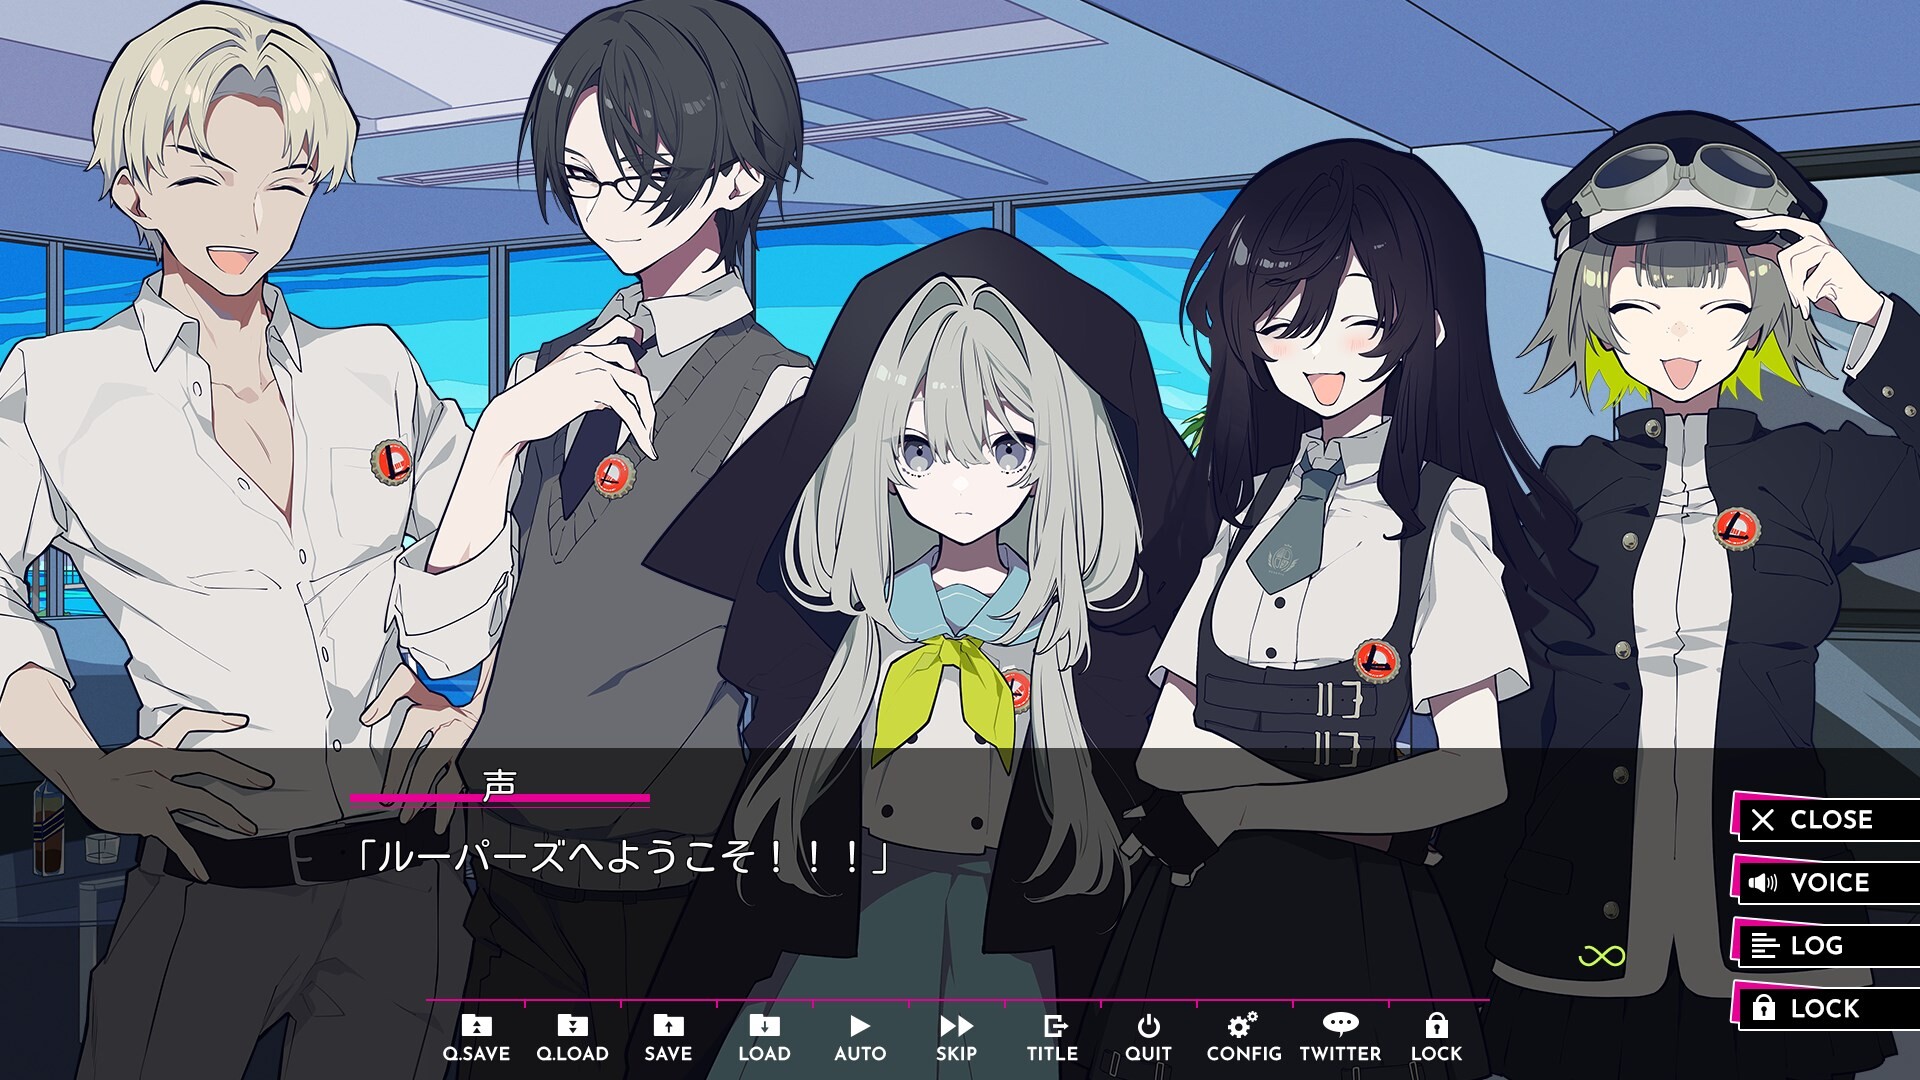 声
「ルーパーズへようこそ！！！」
CLOSE
VOICE
LOG
LOCK
Q.SAVE Q.LOAD SAVE LOAD AUTO SKIP TITLE QUIT CONFIG TWITTER LOCK